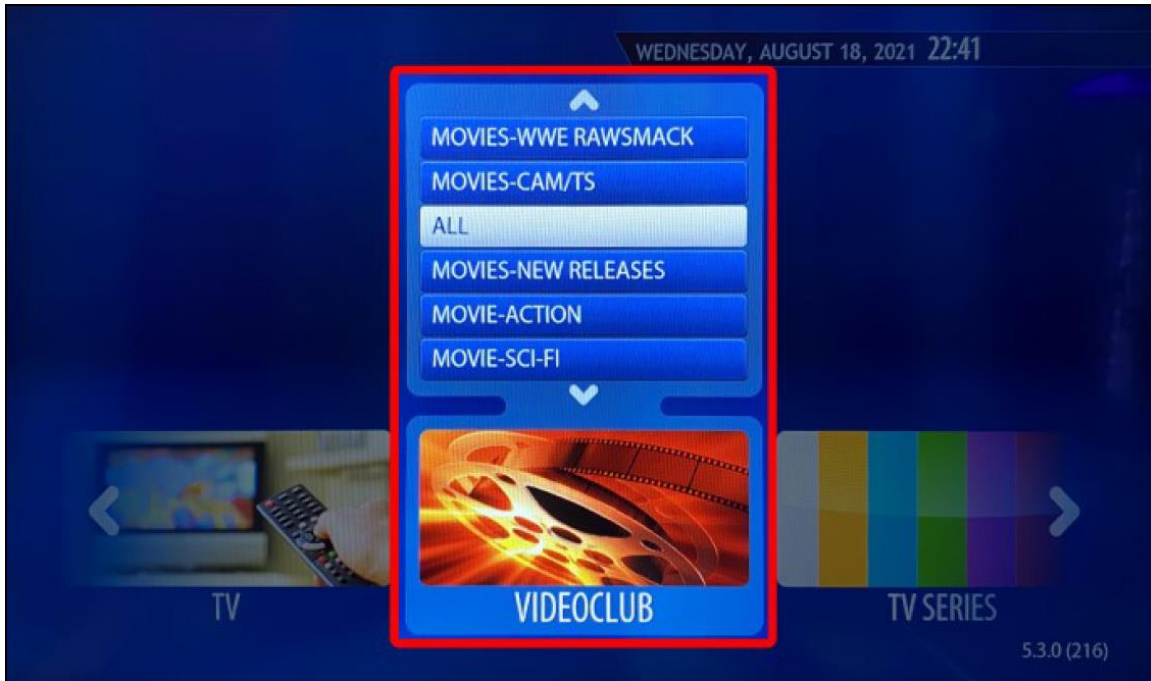 WEDNESDAY, AUGUST 18, 2021 22:41
MOVIES-WWE RAWSMACK
MOVIES-CAM/TS
ALL
MOVIES-NEW RELEASES
MOVIE-ACTION
MOVIE-SCI-FI
TV
VIDEOCLUB
TV SERIES
5.3.0 (216)